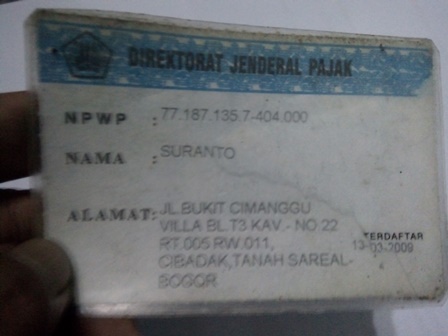 DIREKTORAT JENDERAL PAJAK
NPWP : 77.187.135.7-404.000
NAMA : SURANTO
ALAMAT: JL.BUKIT CIMANGGU
VILLA BL.T3 KAV.- NO 22
RT.005 RW.011,
CIBADAK,TANAH SAREAL-
BOGOR
TERDAFTAR
13-03-2009